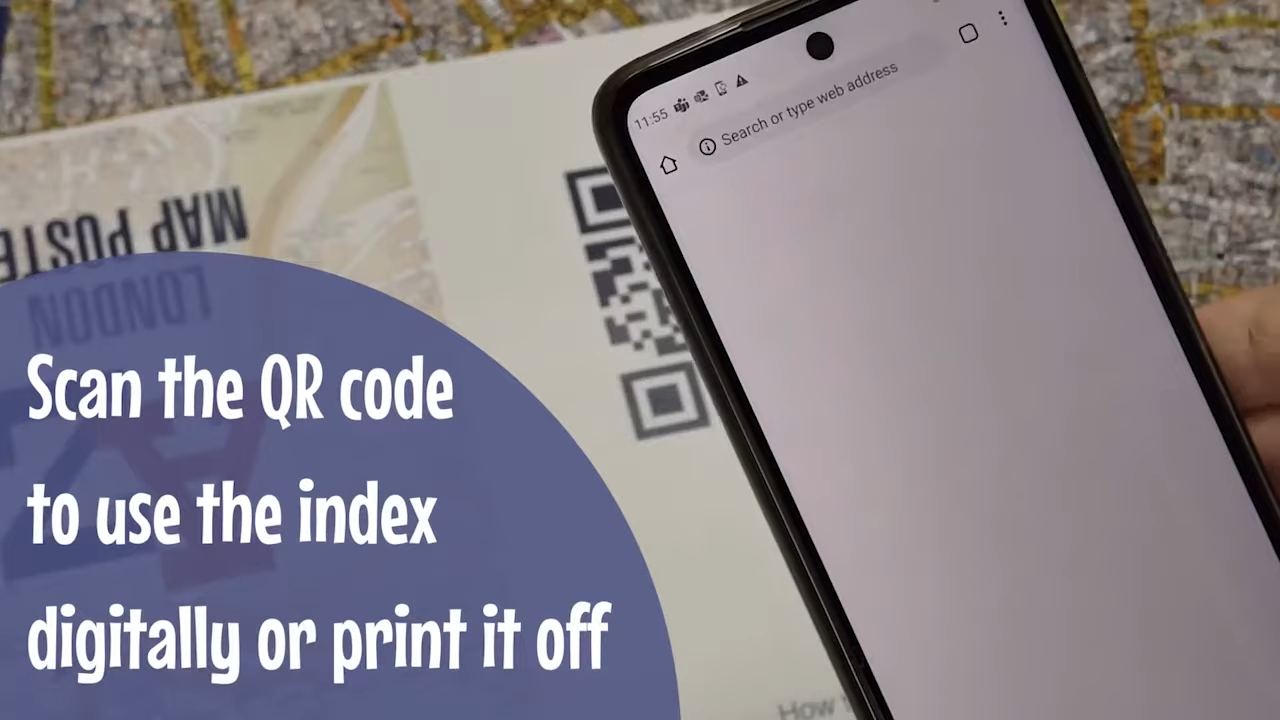 11:55
Search or type web address
MAP POSTE
LONDON
Scan the QR code
to use the index
digitally or print it off
How